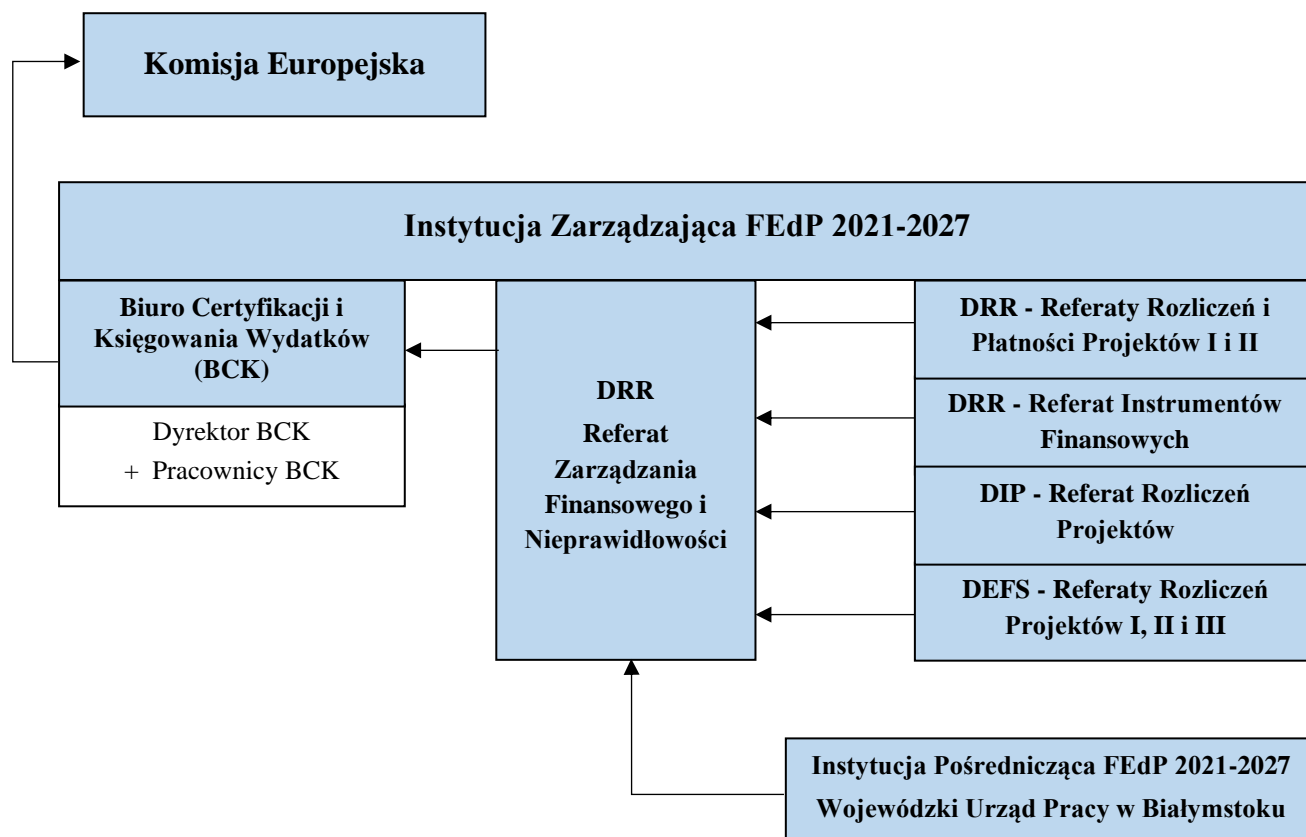 Komisja Europejska
Instytucja Zarządzająca FEdP 2021-2027
Biuro Certyfikacji i
Księgowania Wydatków
(BCK)
Dyrektor BCK
+ Pracownicy BCK
DRR
Referat
Zarządzania
Finansowego i
Nieprawidłowości
DRR - Referaty Rozliczeń i
Płatności Projektów I i II
DRR - Referat Instrumentów
Finansowych
DIP - Referat Rozliczeń
Projektów
DEFS - Referaty Rozliczeń
Projektów I, II i III
Instytucja Pośrednicząca FEdP 2021-2027
Wojewódzki Urząd Pracy w Białymstoku